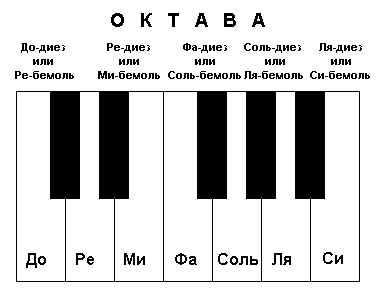 О К Т А В А
До-диез Ре-диез Фа-диез Соль-диез Ля-диез
или или или или или
Ре-бемоль Ми-бемоль Соль-бемоль Ля-бемоль Си-бемоль
До Ре Ми Фа Соль Ля Си